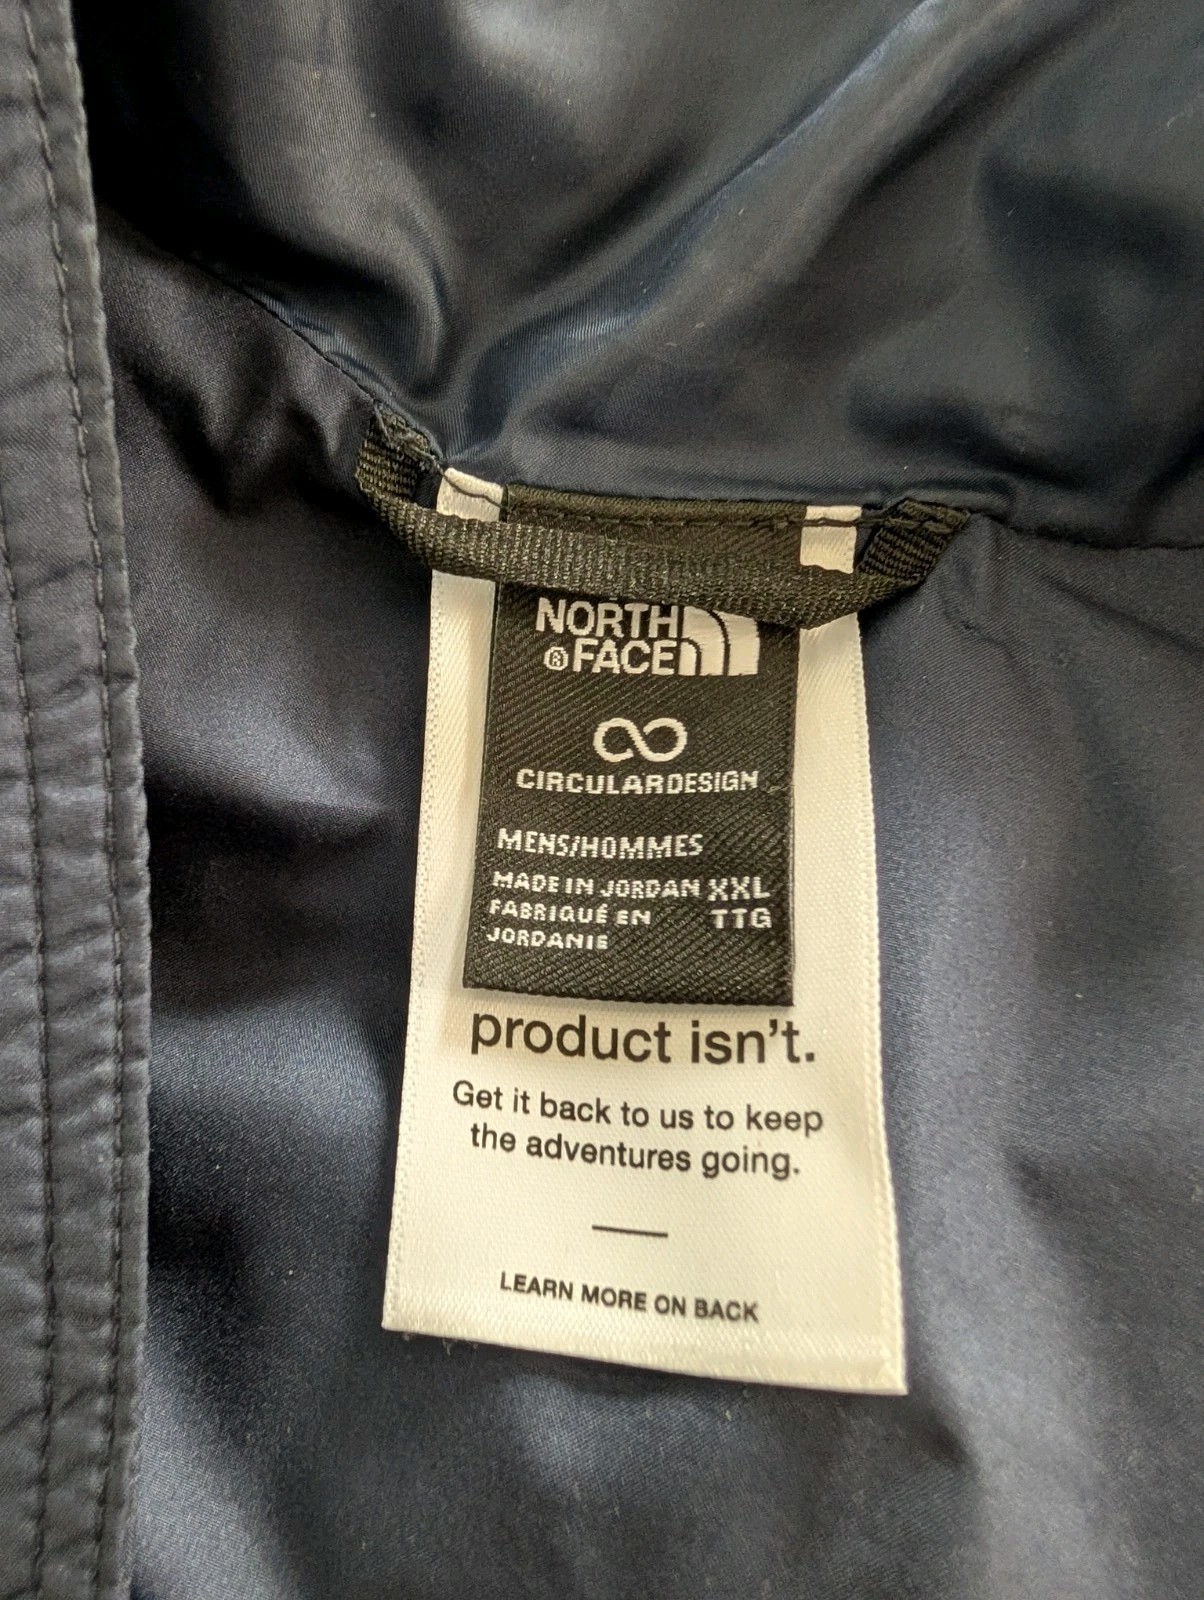 NORTH
® FACE
CIRCULARDESIGN
MENS/HOMMES
MADE IN JORDAN XXL
FABRIQUÉ EN TTG
JORDANIE
product isn't.
Get it back to us to keep
the adventures going.
LEARN MORE ON BACK